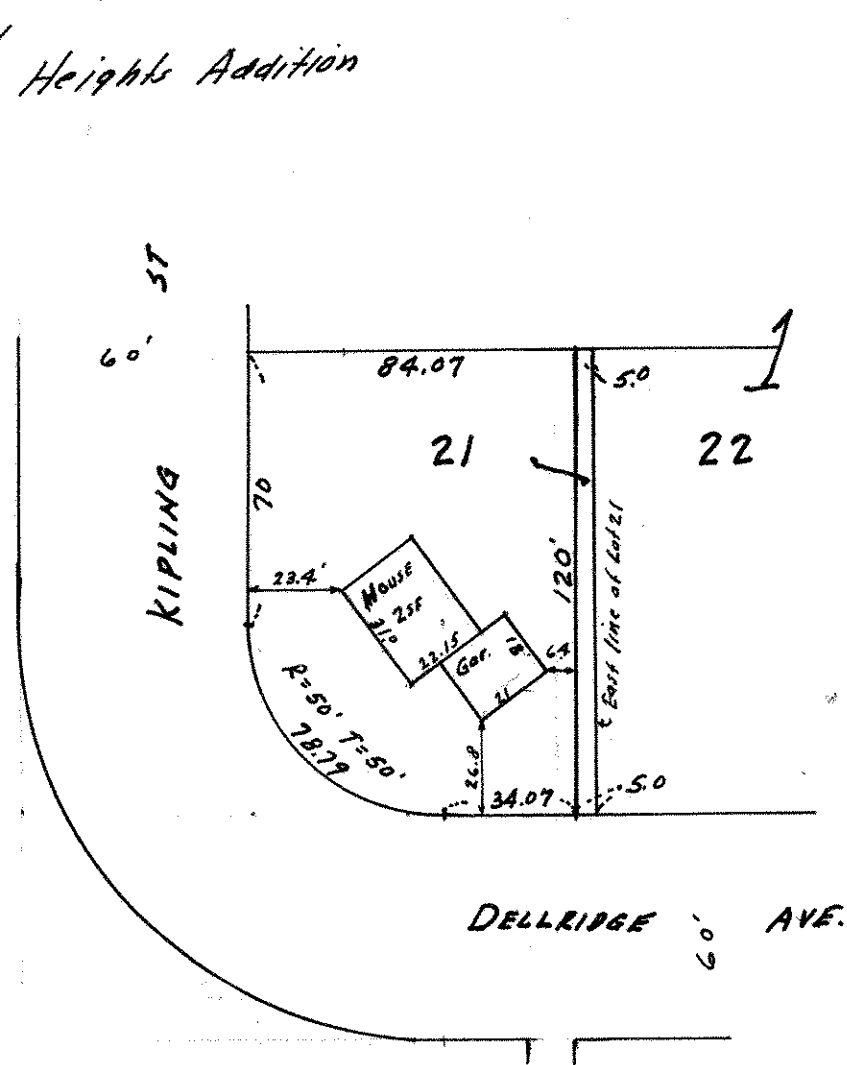 Heights Addition
ST
60'
KIPLING
84.07
5.0
1
21
22
70
23.4'
House
2SF
31.0
22.15
Gar.
18
21
6.4
120'
East line of Lot 21
R=50' T=50'
78.79
26.8
34.07
5.0
DELLRIDGE 60' AVE.